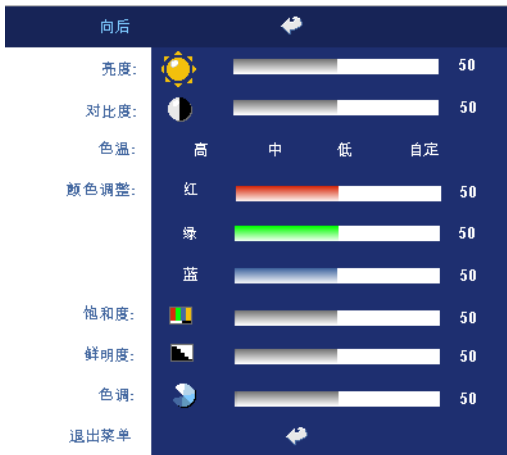 向后
亮度: 50
对比度: 50
色温: 高 中 低 自定
颜色调整: 红 50
绿 50
蓝 50
饱和度: 50
鲜明度: 50
色调: 50
退出菜单